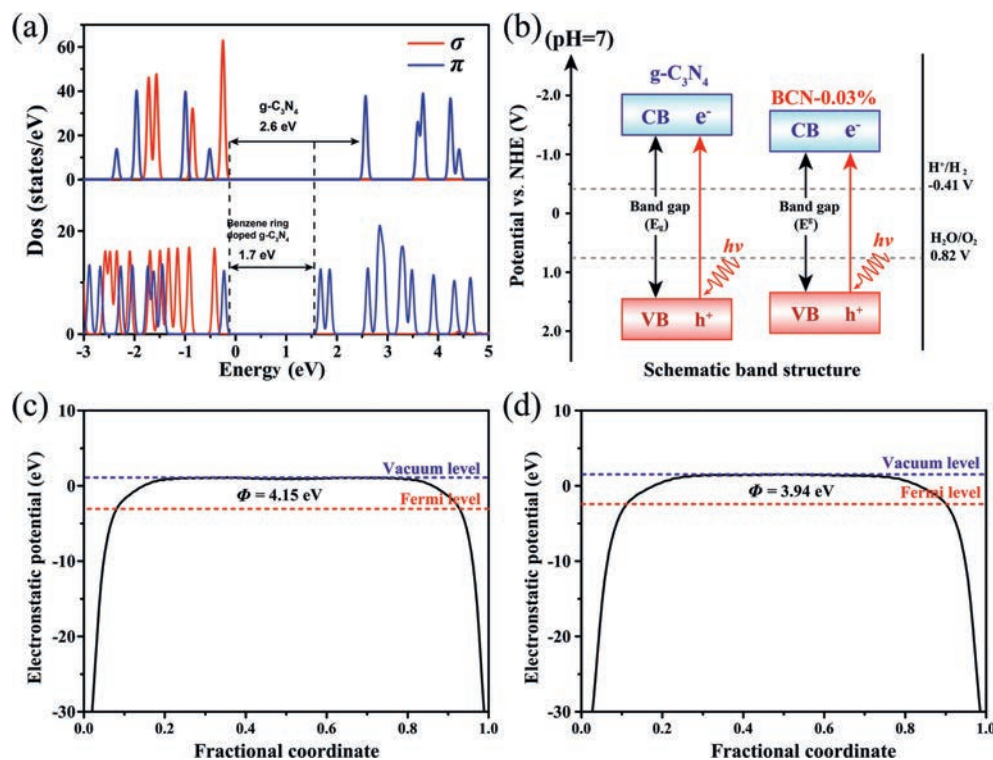 (a)
60
40
20
0
20
10
0
-3
-2
-1
0
1
2
3
4
5
Dos (states/eV)
Energy (eV)
σ
π
g-C₃N₄
2.6 eV
Benzene ring
doped g-C₃N₄
1.7 eV
(b)
(pH=7)
-2.0
-1.0
0
1.0
2.0
Potential vs. NHE (V)
g-C₃N₄
CB e⁻
BCN-0.03%
CB e⁻
H⁺/H₂
-0.41 V
Band gap
(Eg)
Band gap
(Eᵍ)
H₂O/O₂
0.82 V
hν
hν
VB h⁺
VB h⁺
Schematic band structure
(c)
10
0
-10
-20
-30
0.0
0.2
0.4
0.6
0.8
1.0
Electronstatic potential (eV)
Fractional coordinate
Vacuum level
Φ = 4.15 eV
Fermi level
(d)
10
0
-10
-20
-30
0.0
0.2
0.4
0.6
0.8
1.0
Electronstatic potential (eV)
Fractional coordinate
Vacuum level
Φ = 3.94 eV
Fermi level